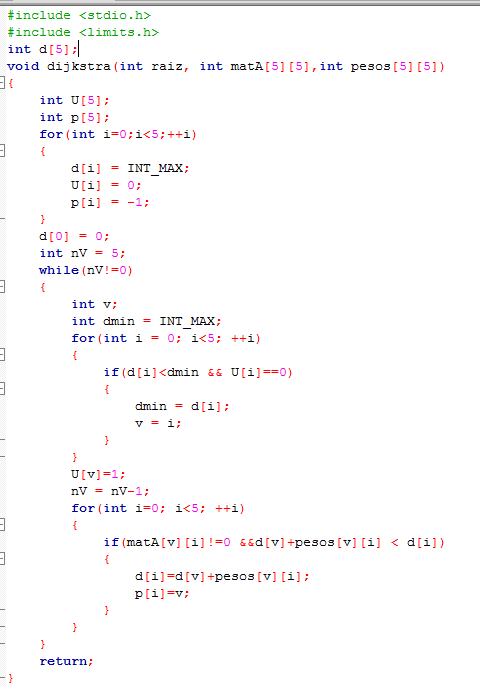 #include <stdio.h>
#include <limits.h>
int d[5];
void dijkstra(int raiz, int matA[5][5],int pesos[5][5])
{
    int U[5];
    int p[5];
    for(int i=0;i<5;++i)
    {
        d[i] = INT_MAX;
        U[i] = 0;
        p[i] = -1;
    }
    d[0] = 0;
    int nV = 5;
    while(nV!=0)
    {
        int v;
        int dmin = INT_MAX;
        for(int i = 0; i<5; ++i)
        {
            if(d[i]<dmin && U[i]==0)
            {
                dmin = d[i];
                v = i;
            }
        }
        U[v]=1;
        nV = nV-1;
        for(int i=0; i<5; ++i)
        {
            if(matA[v][i]!=0 &&d[v]+pesos[v][i] < d[i])
            {
                d[i]=d[v]+pesos[v][i];
                p[i]=v;
            }
        }
    }
    return;
}